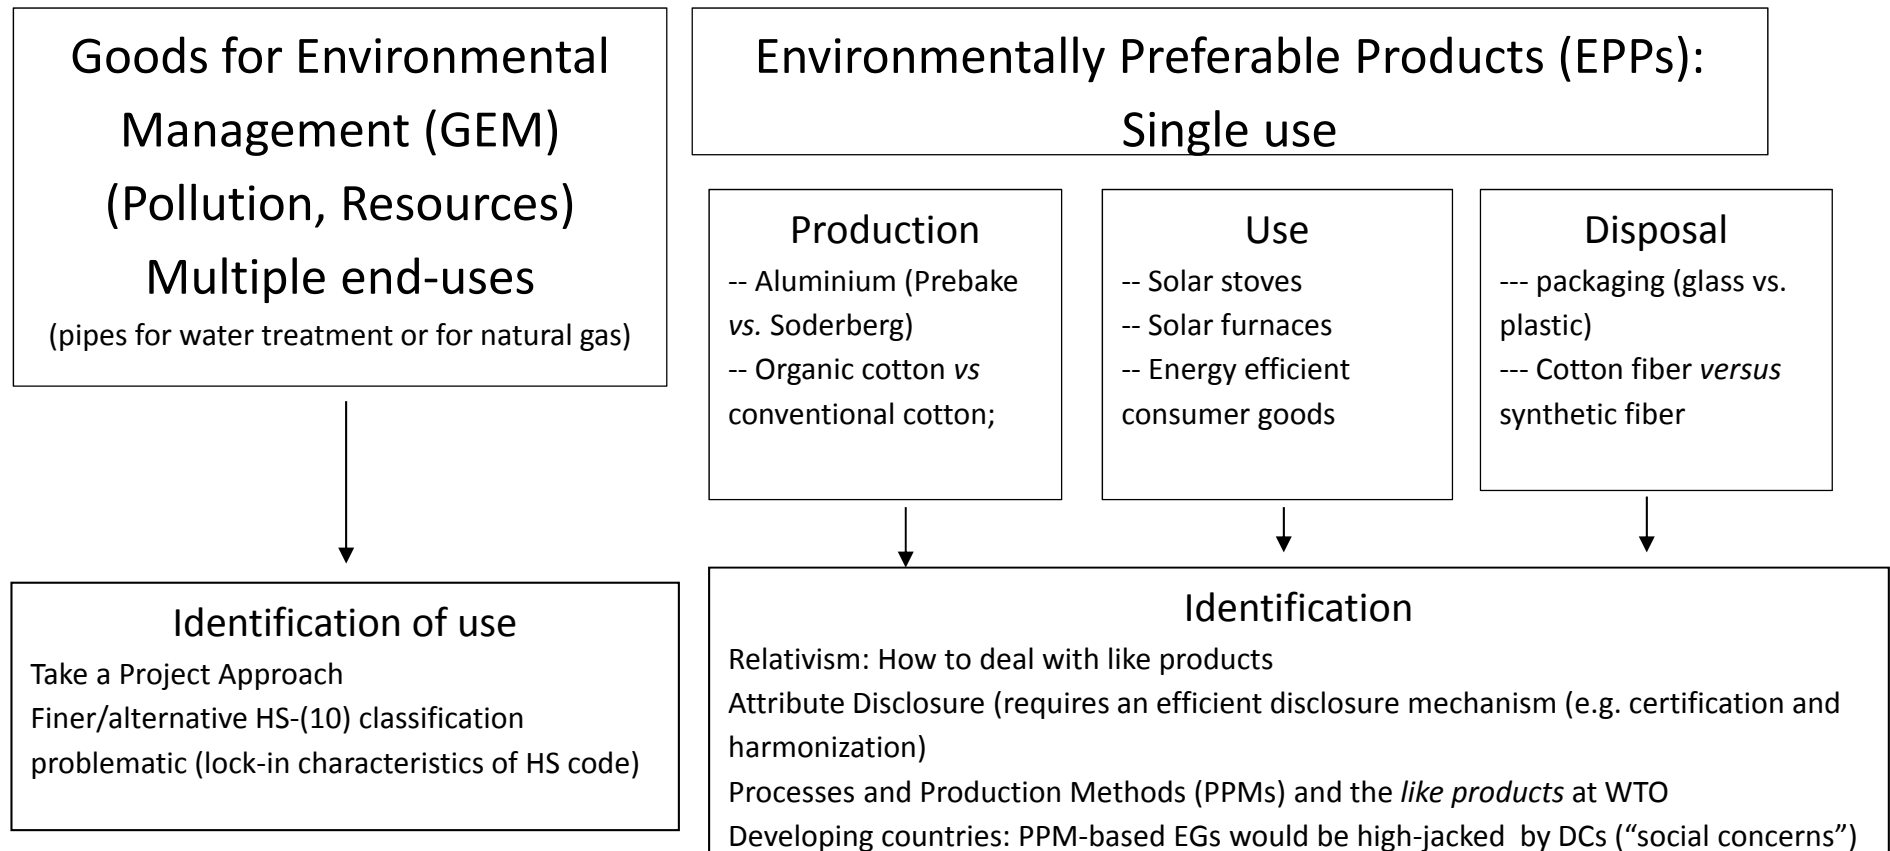 Goods for Environmental
Management (GEM)
(Pollution, Resources)
Multiple end-uses
(pipes for water treatment or for natural gas)
Environmentally Preferable Products (EPPs):
Single use
Production
-- Aluminium (Prebake
vs. Soderberg)
-- Organic cotton vs
conventional cotton;
Use
-- Solar stoves
-- Solar furnaces
-- Energy efficient
consumer goods
Disposal
--- packaging (glass vs.
plastic)
--- Cotton fiber versus
synthetic fiber
Identification of use
Take a Project Approach
Finer/alternative HS-(10) classification
problematic (lock-in characteristics of HS code)
Identification
Relativism: How to deal with like products
Attribute Disclosure (requires an efficient disclosure mechanism (e.g. certification and
harmonization)
Processes and Production Methods (PPMs) and the like products at WTO
Developing countries: PPM-based EGs would be high-jacked  by DCs (“social concerns”)